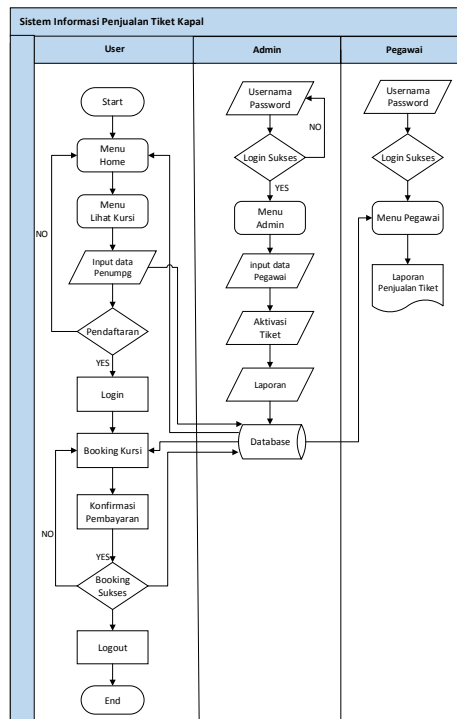 Sistem Informasi Penjualan Tiket Kapal
User
Admin
Pegawai
Start
Menu
Home
Menu
Lihat Kursi
NO
Input data
Penumpg
Pendaftaran
YES
Login
Booking Kursi
Konfirmasi
Pembayaran
NO
YES
Booking
Sukses
Logout
End
Usernama
Password
NO
Login Sukses
YES
Menu
Admin
input data
Pegawai
Aktivasi
Tiket
Laporan
Database
Usernama
Password
Login Sukses
Menu Pegawai
Laporan
Penjualan Tiket